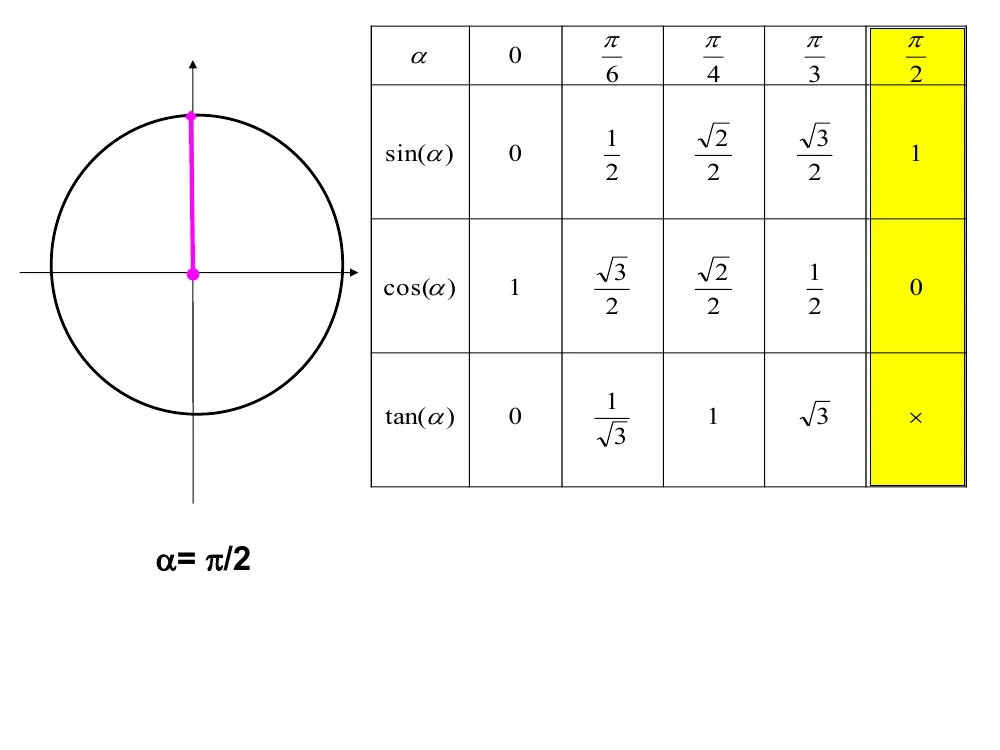 α 0 π/6 π/4 π/3 π/2
sin(α) 0 1/2 √2/2 √3/2 1
cos(α) 1 √3/2 √2/2 1/2 0
tan(α) 0 1/√3 1 √3 ×
α= π/2